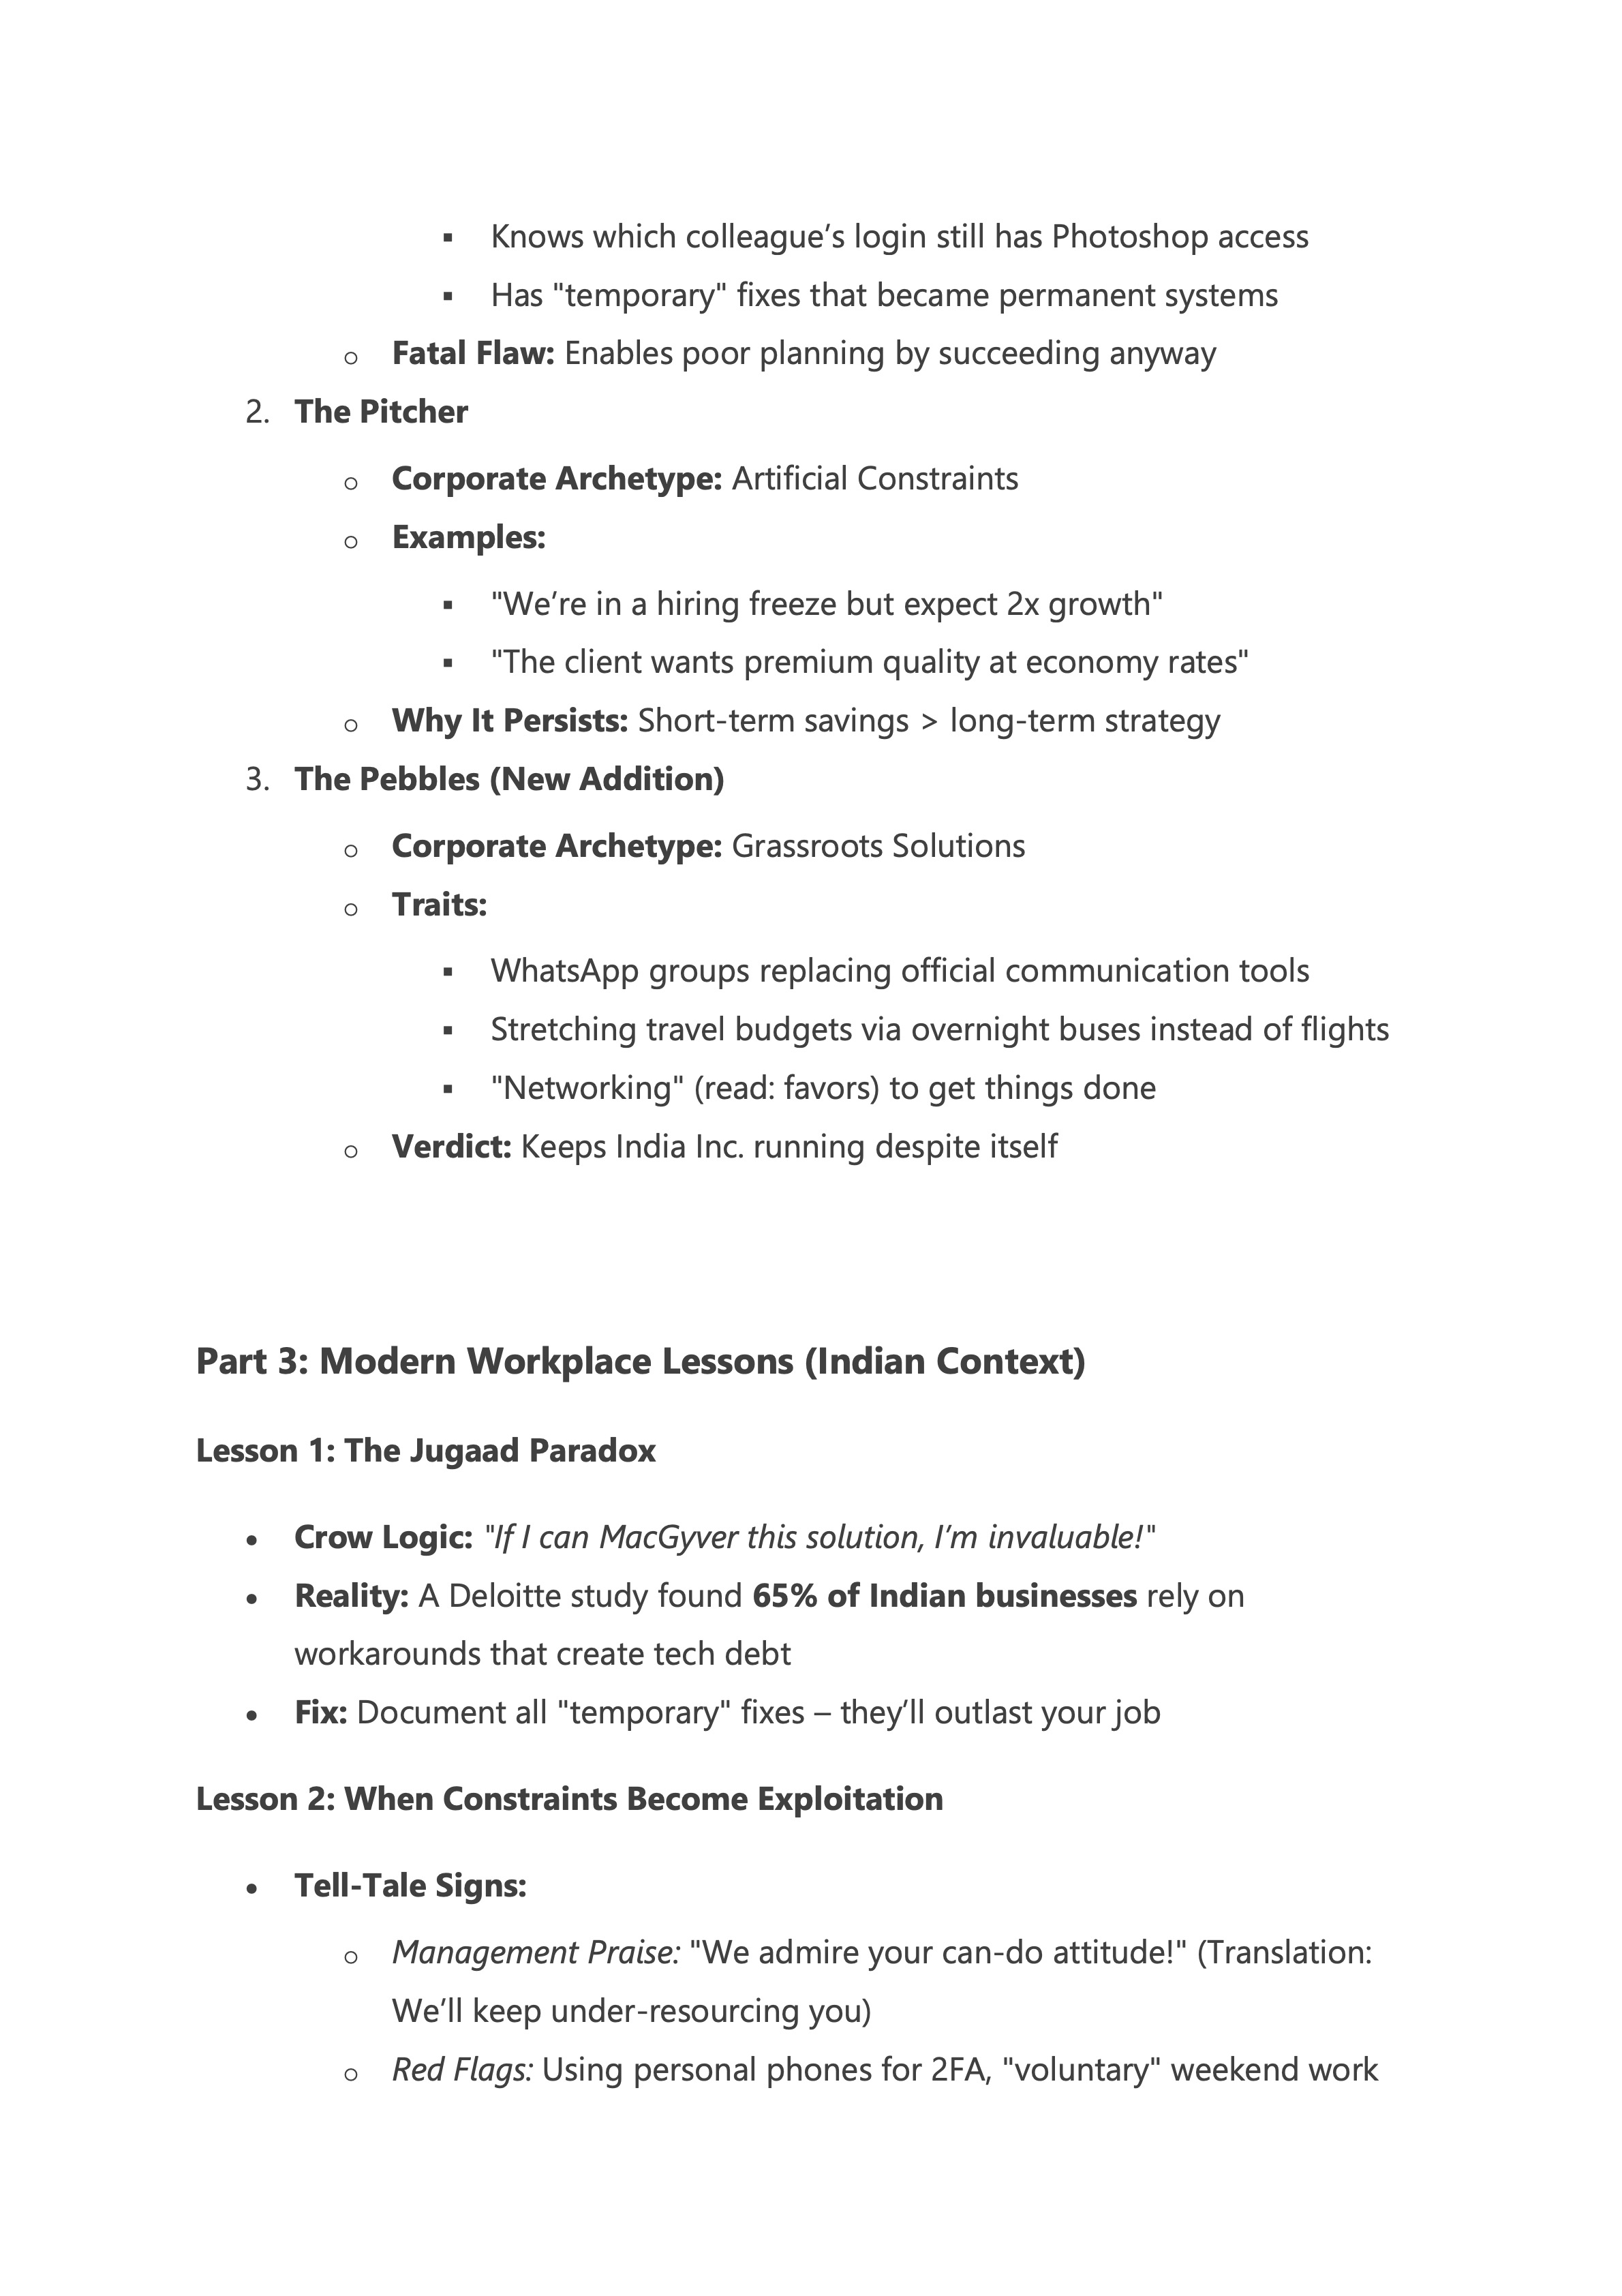 ▪ Knows which colleague’s login still has Photoshop access
▪ Has "temporary" fixes that became permanent systems
o Fatal Flaw: Enables poor planning by succeeding anyway
2. The Pitcher
o Corporate Archetype: Artificial Constraints
o Examples:
▪ "We’re in a hiring freeze but expect 2x growth"
▪ "The client wants premium quality at economy rates"
o Why It Persists: Short-term savings > long-term strategy
3. The Pebbles (New Addition)
o Corporate Archetype: Grassroots Solutions
o Traits:
▪ WhatsApp groups replacing official communication tools
▪ Stretching travel budgets via overnight buses instead of flights
▪ "Networking" (read: favors) to get things done
o Verdict: Keeps India Inc. running despite itself
Part 3: Modern Workplace Lessons (Indian Context)
Lesson 1: The Jugaad Paradox
• Crow Logic: "If I can MacGyver this solution, I’m invaluable!"
• Reality: A Deloitte study found 65% of Indian businesses rely on
workarounds that create tech debt
• Fix: Document all "temporary" fixes – they’ll outlast your job
Lesson 2: When Constraints Become Exploitation
• Tell-Tale Signs:
o Management Praise: "We admire your can-do attitude!" (Translation:
We’ll keep under-resourcing you)
o Red Flags: Using personal phones for 2FA, "voluntary" weekend work